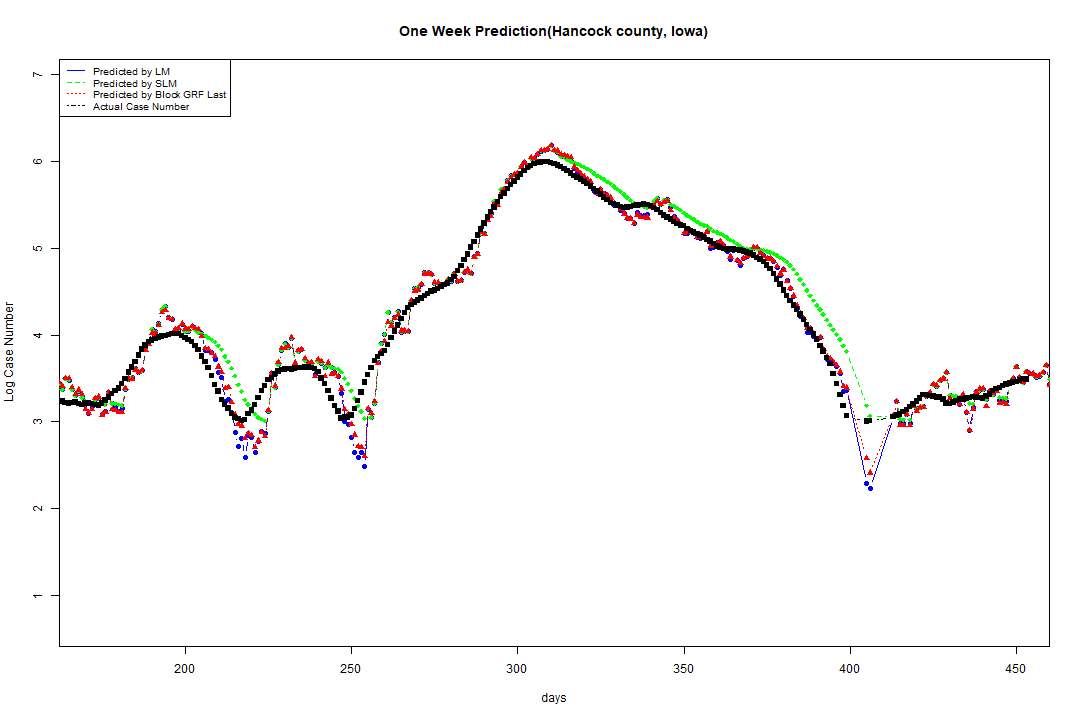 One Week Prediction(Hancock county, Iowa)
Predicted by LM
Predicted by SLM
Predicted by Block GRF Last
Actual Case Number
7
6
5
4
3
2
1
Log Case Number
200 250 300 350 400 450
days